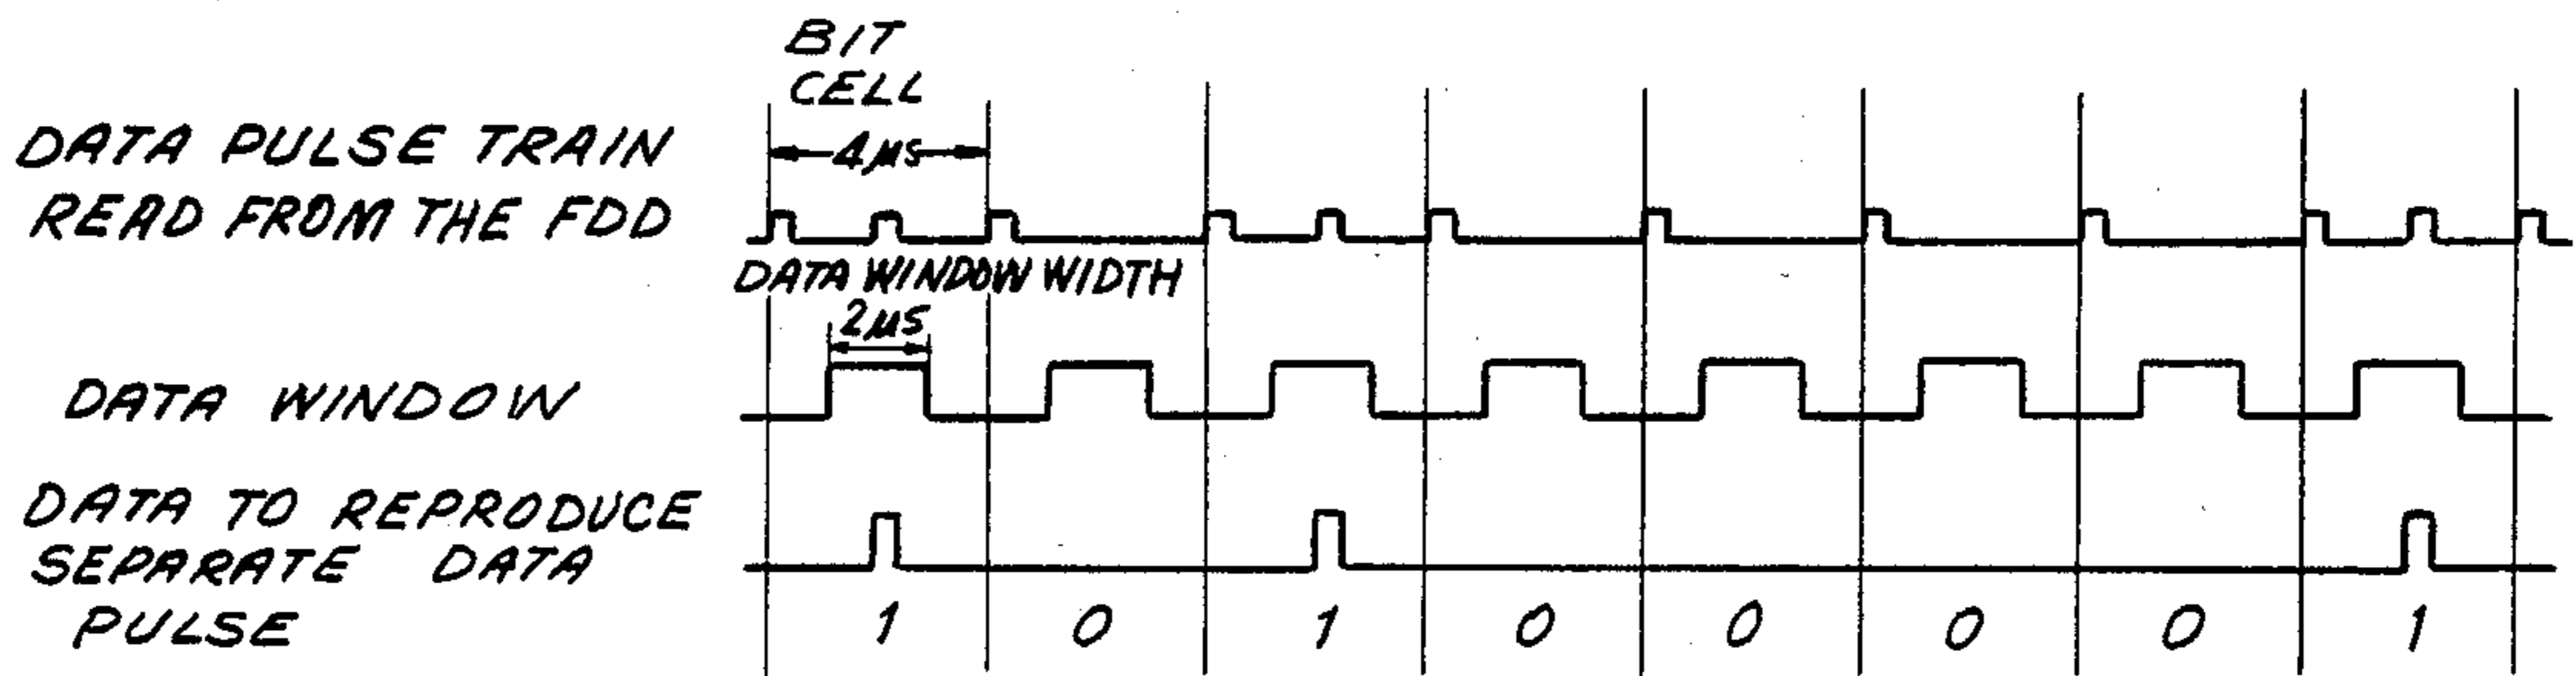 BIT
CELL
DATA PULSE TRAIN
READ FROM THE FDD
4µs
DATA WINDOW WIDTH
2µs
DATA WINDOW
DATA TO REPRODUCE
SEPARATE DATA
PULSE
1 0 1 0 0 0 0 1